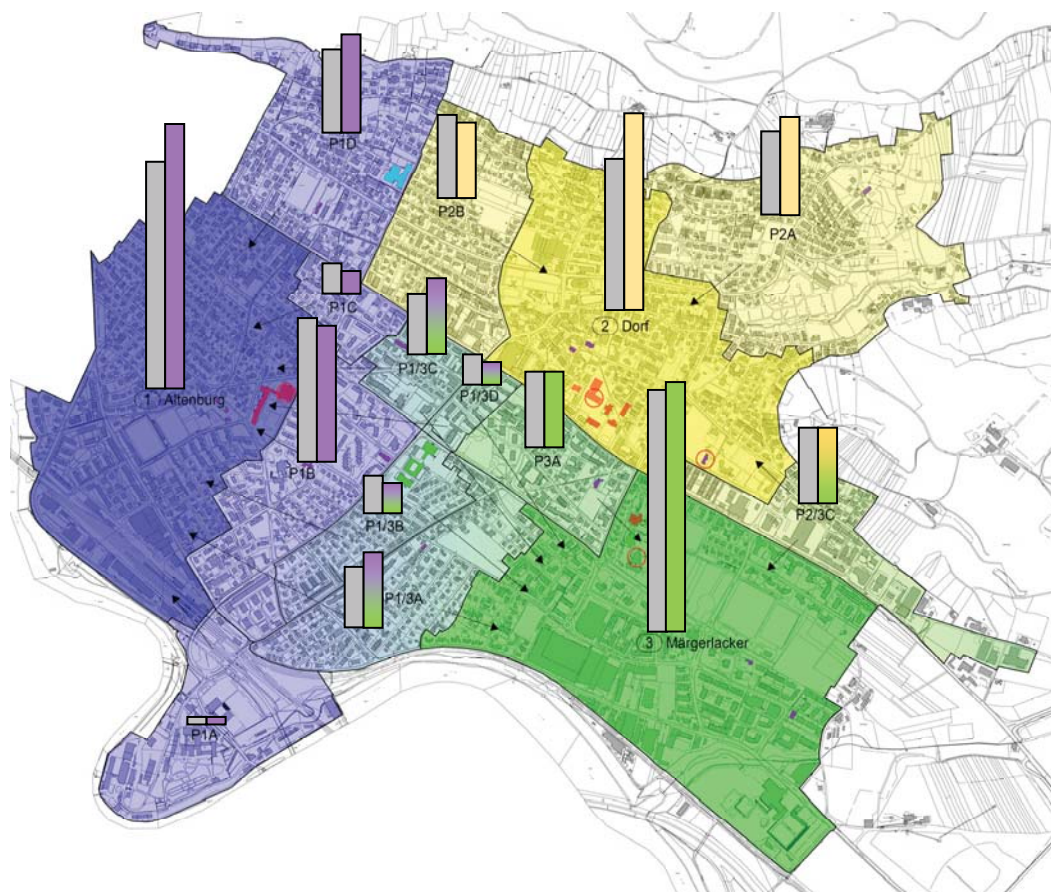 P1D
P2B
P2A
P1C
2 Dorf
P1/3C
P1/3D
1 Altenburg
P3A
P1B
P2/3C
P1/3B
P1/3A
3 Märgerlacker
P1A